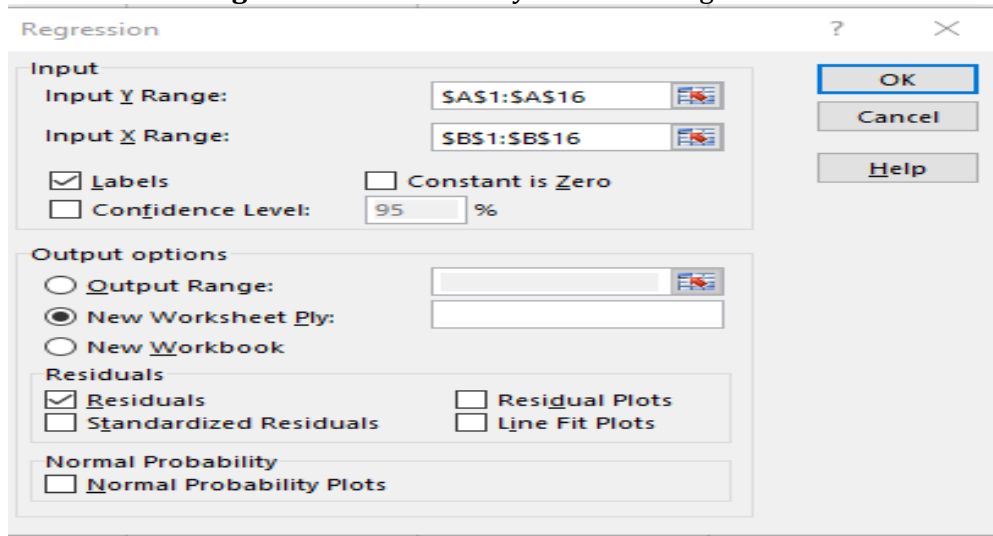 Regression ? ×
Input
Input Y Range: $A$1:$A$16
Input X Range: $B$1:$B$16
Labels Constant is Zero
Confidence Level: 95 %
Output options
Output Range:
New Worksheet Ply:
New Workbook
Residuals
Residuals Residual Plots
Standardized Residuals Line Fit Plots
Normal Probability
Normal Probability Plots
OK
Cancel
Help